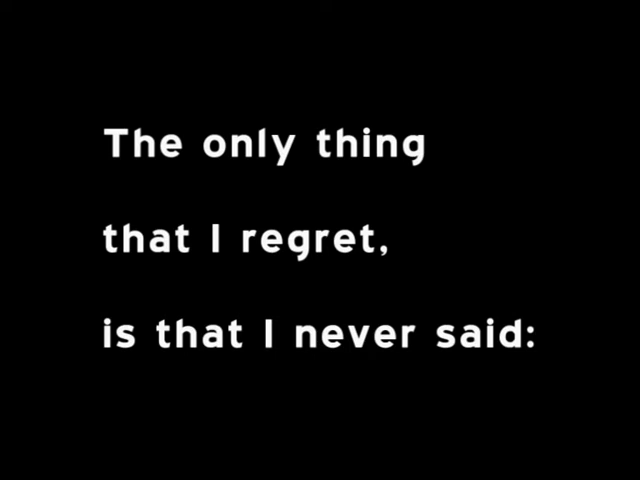 The only thing
that I regret,
is that I never said: